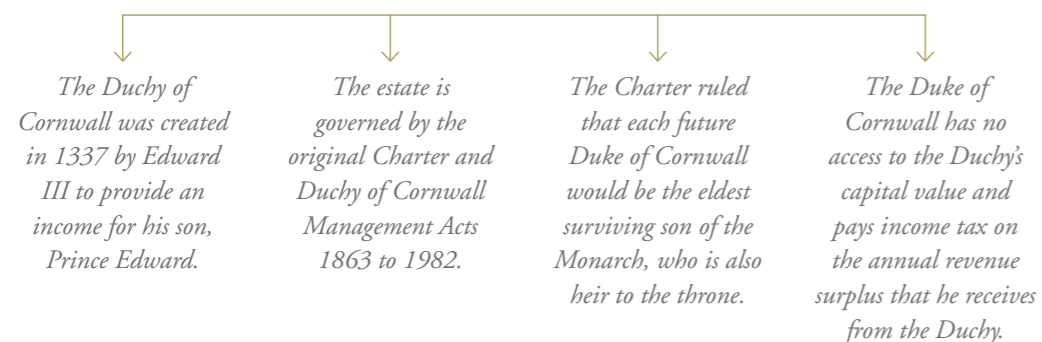 The Duchy of
Cornwall was created
in 1337 by Edward
III to provide an
income for his son,
Prince Edward.
The estate is
governed by the
original Charter and
Duchy of Cornwall
Management Acts
1863 to 1982.
The Charter ruled
that each future
Duke of Cornwall
would be the eldest
surviving son of the
Monarch, who is also
heir to the throne.
The Duke of
Cornwall has no
access to the Duchy’s
capital value and
pays income tax on
the annual revenue
surplus that he receives
from the Duchy.